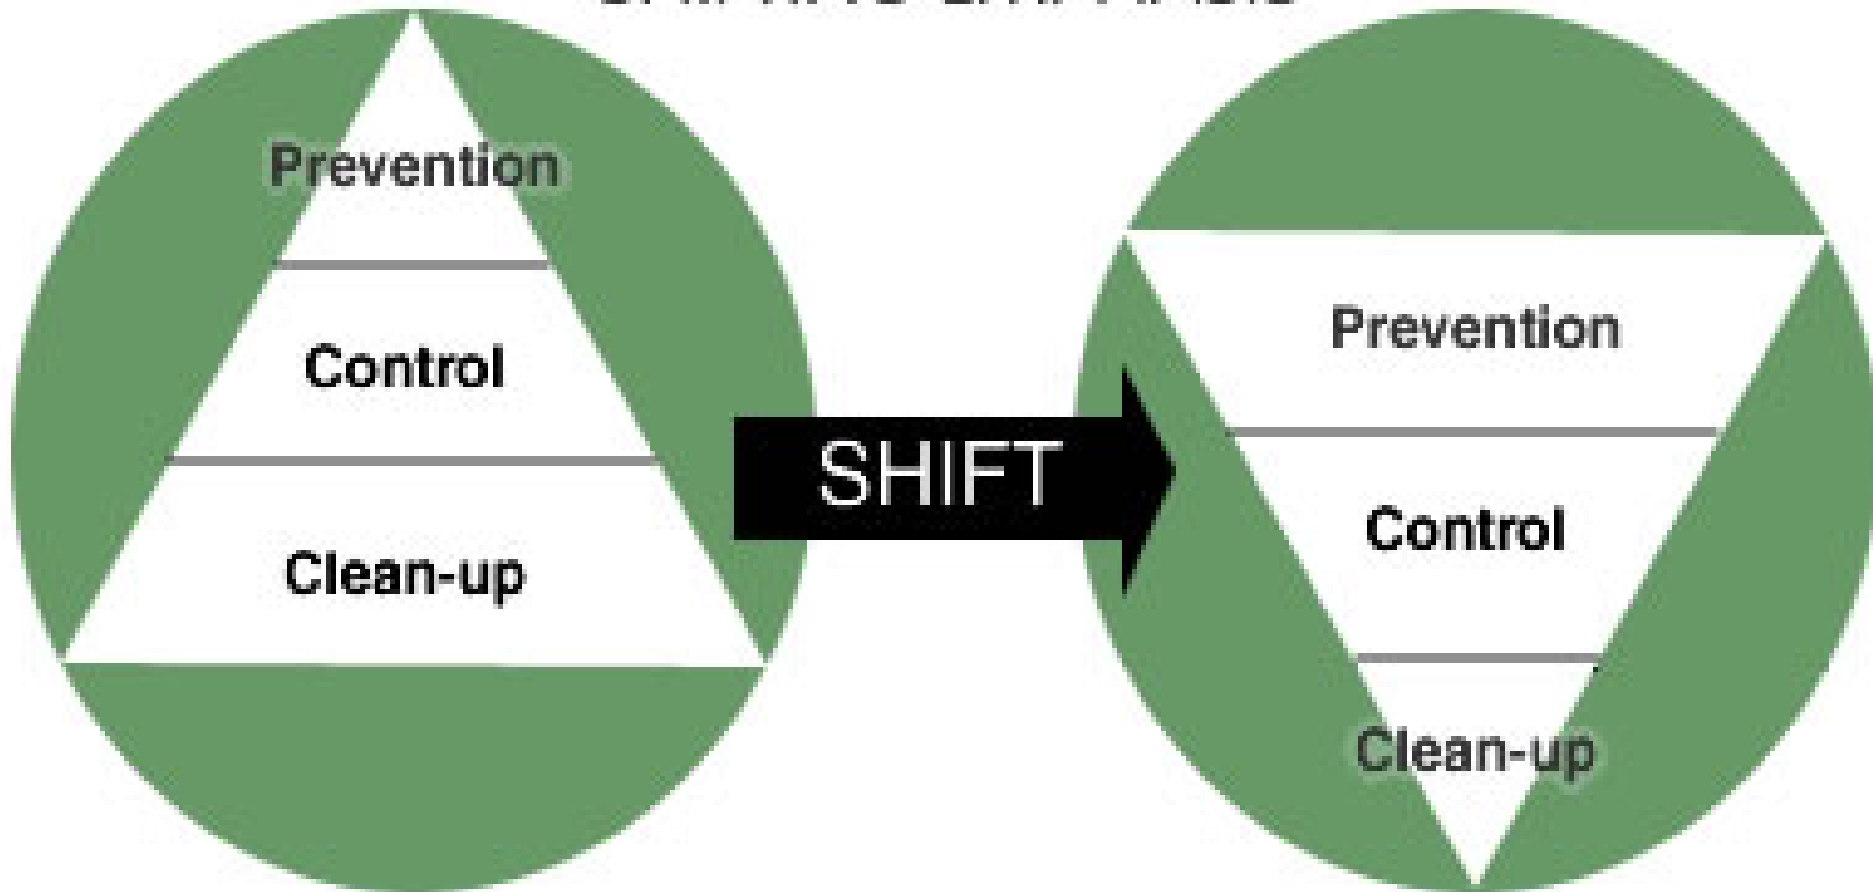 Prevention
Control
Clean-up
SHIFT
Prevention
Control
Clean-up